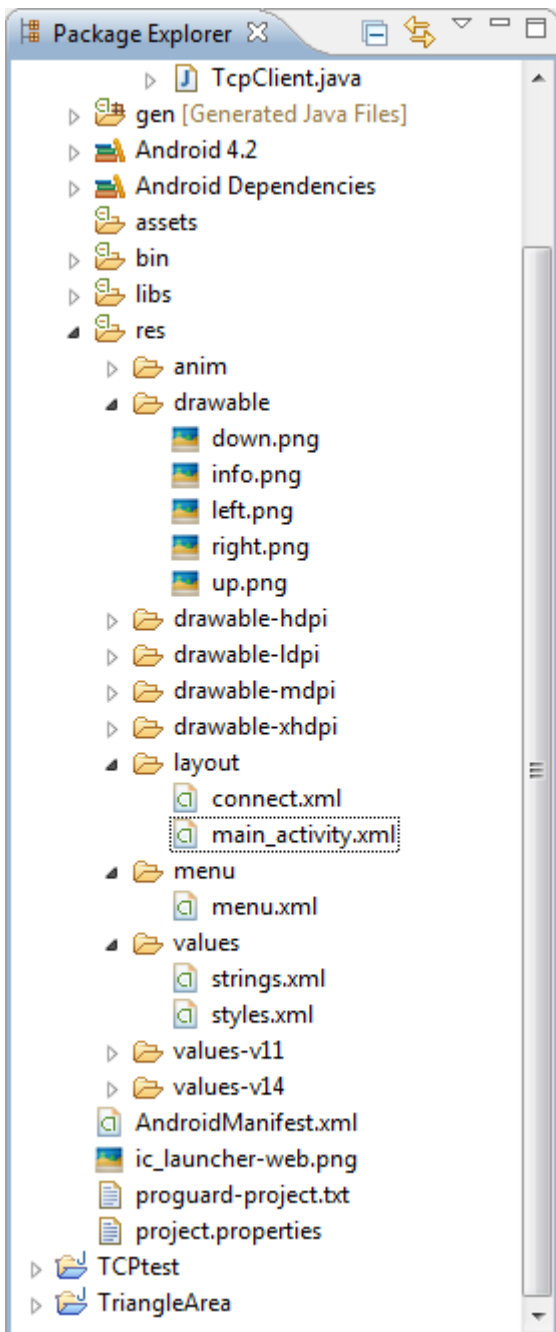 Package Explorer
TcpClient.java
gen [Generated Java Files]
Android 4.2
Android Dependencies
assets
bin
libs
res
anim
drawable
down.png
info.png
left.png
right.png
up.png
drawable-hdpi
drawable-ldpi
drawable-mdpi
drawable-xhdpi
layout
connect.xml
main_activity.xml
menu
menu.xml
values
strings.xml
styles.xml
values-v11
values-v14
AndroidManifest.xml
ic_launcher-web.png
proguard-project.txt
project.properties
TCPtest
TriangleArea